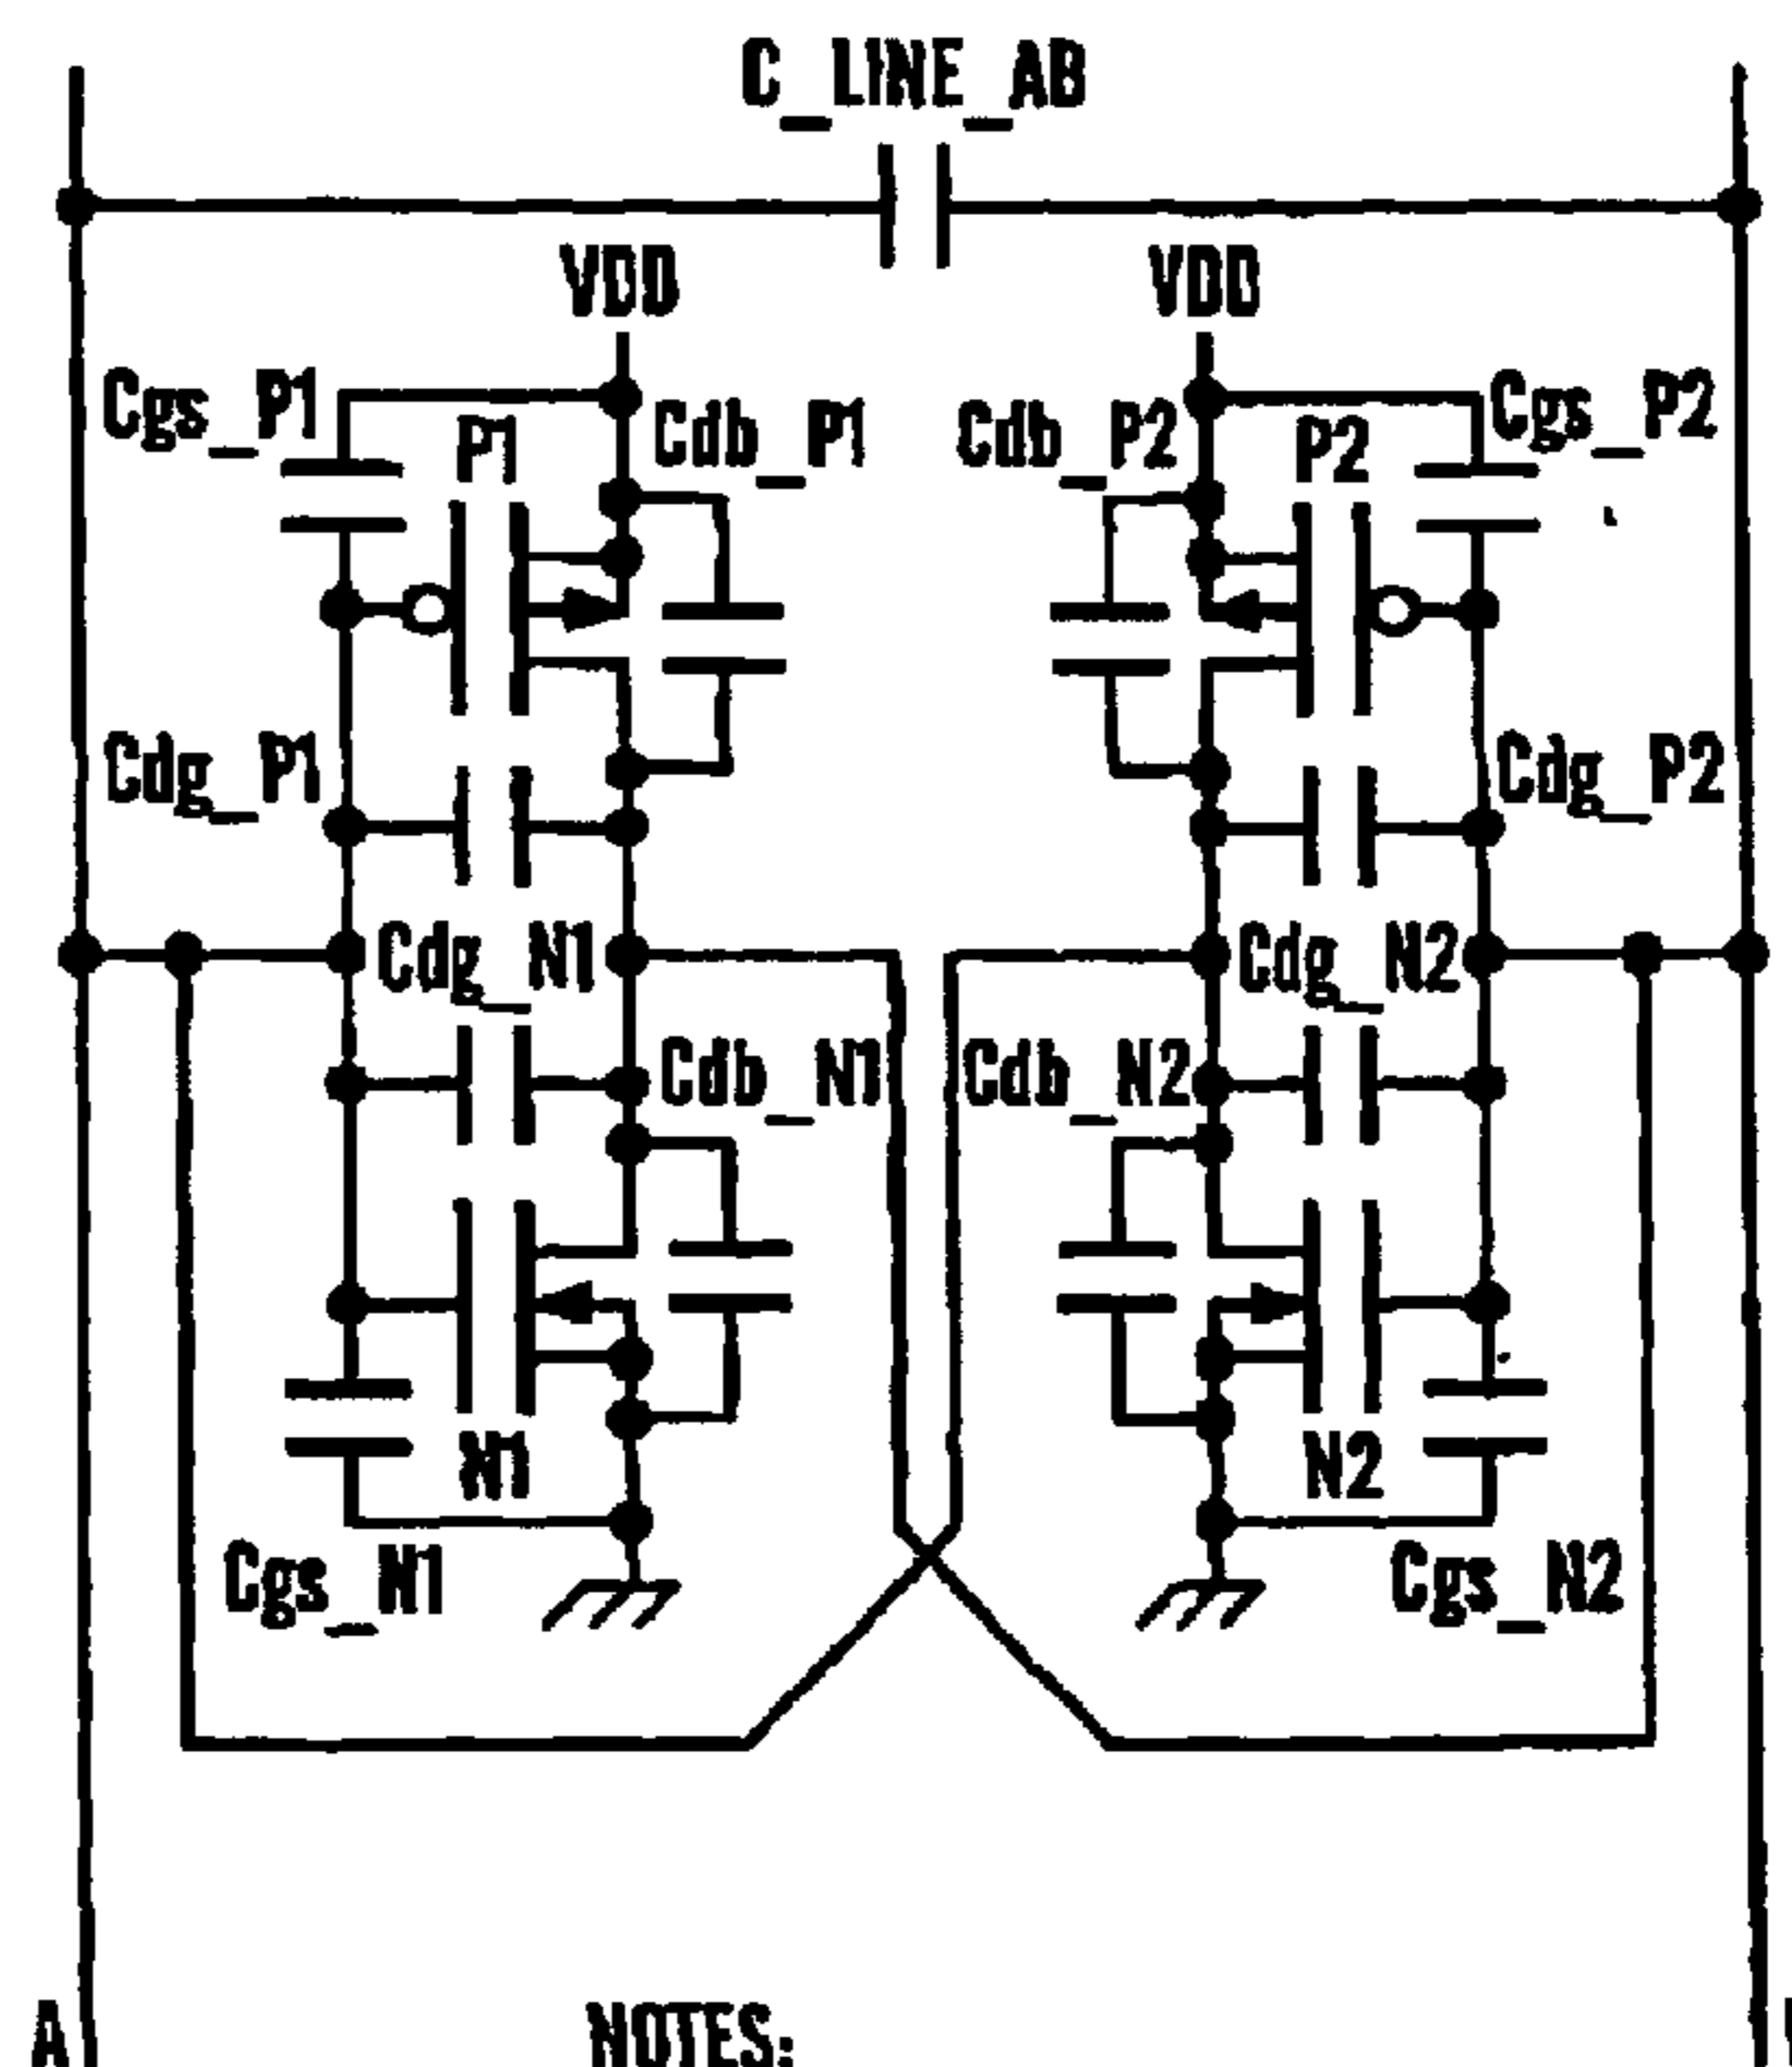 C_LINE_AB
VDD VDD
Cgs_P1 P1 Cdb_P1 Cdb_P2 P2 Cgs_P2
Cdg_P1 Cdg_P2
Cdg_N1 Cdg_N2
Cdb_N1 Cdb_N2
N1 N2
Cgs_N1 Cgs_N2
A NOTES: